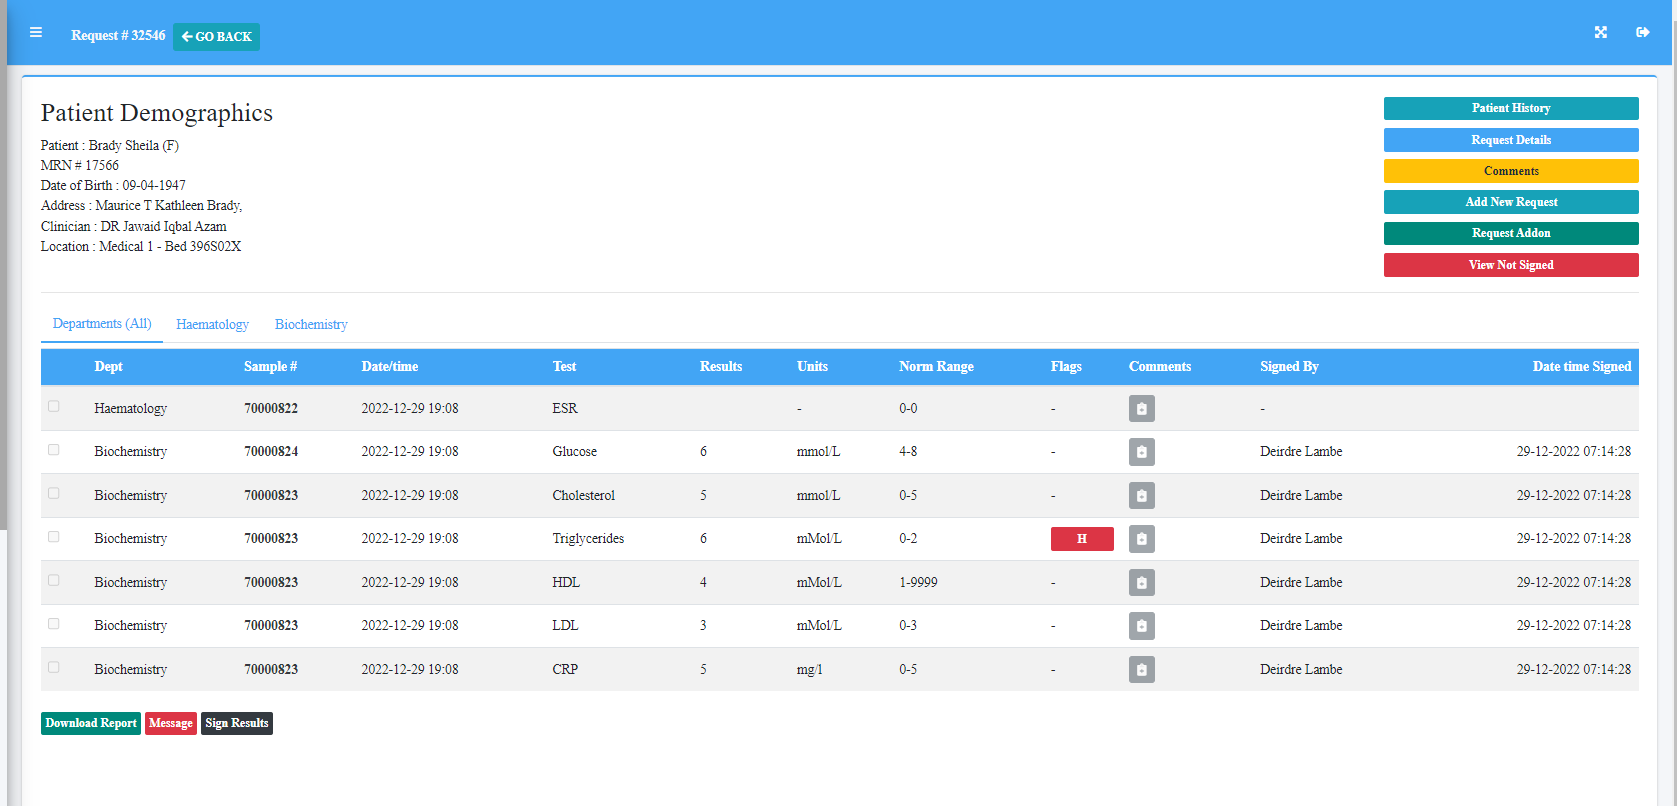 Request # 32546 GO BACK
Patient Demographics
Patient : Brady Sheila (F)
MRN # 17566
Date of Birth : 09-04-1947
Address : Maurice T Kathleen Brady,
Clinician : DR Jawaid Iqbal Azam
Location : Medical 1 - Bed 396S02X
Patient History
Request Details
Comments
Add New Request
Request Addon
View Not Signed
Departments (All) Haematology Biochemistry
Dept Sample # Date/time Test Results Units Norm Range Flags Comments Signed By Date time Signed
Haematology 70000822 2022-12-29 19:08 ESR - 0-0 - -
Biochemistry 70000824 2022-12-29 19:08 Glucose 6 mmol/L 4-8 - Deirdre Lambe 29-12-2022 07:14:28
Biochemistry 70000823 2022-12-29 19:08 Cholesterol 5 mmol/L 0-5 - Deirdre Lambe 29-12-2022 07:14:28
Biochemistry 70000823 2022-12-29 19:08 Triglycerides 6 mMol/L 0-2 H Deirdre Lambe 29-12-2022 07:14:28
Biochemistry 70000823 2022-12-29 19:08 HDL 4 mMol/L 1-9999 - Deirdre Lambe 29-12-2022 07:14:28
Biochemistry 70000823 2022-12-29 19:08 LDL 3 mMol/L 0-3 - Deirdre Lambe 29-12-2022 07:14:28
Biochemistry 70000823 2022-12-29 19:08 CRP 5 mg/l 0-5 - Deirdre Lambe 29-12-2022 07:14:28
Download Report Message Sign Results